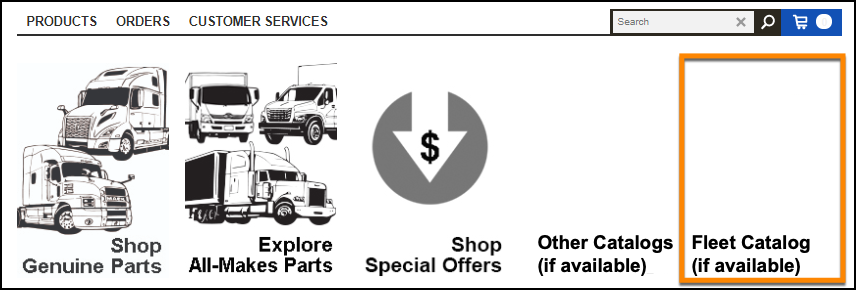 PRODUCTS ORDERS CUSTOMER SERVICES
Search
$
Shop
Genuine Parts
Explore
All-Makes Parts
Shop
Special Offers
Other Catalogs
(if available)
Fleet Catalog
(if available)